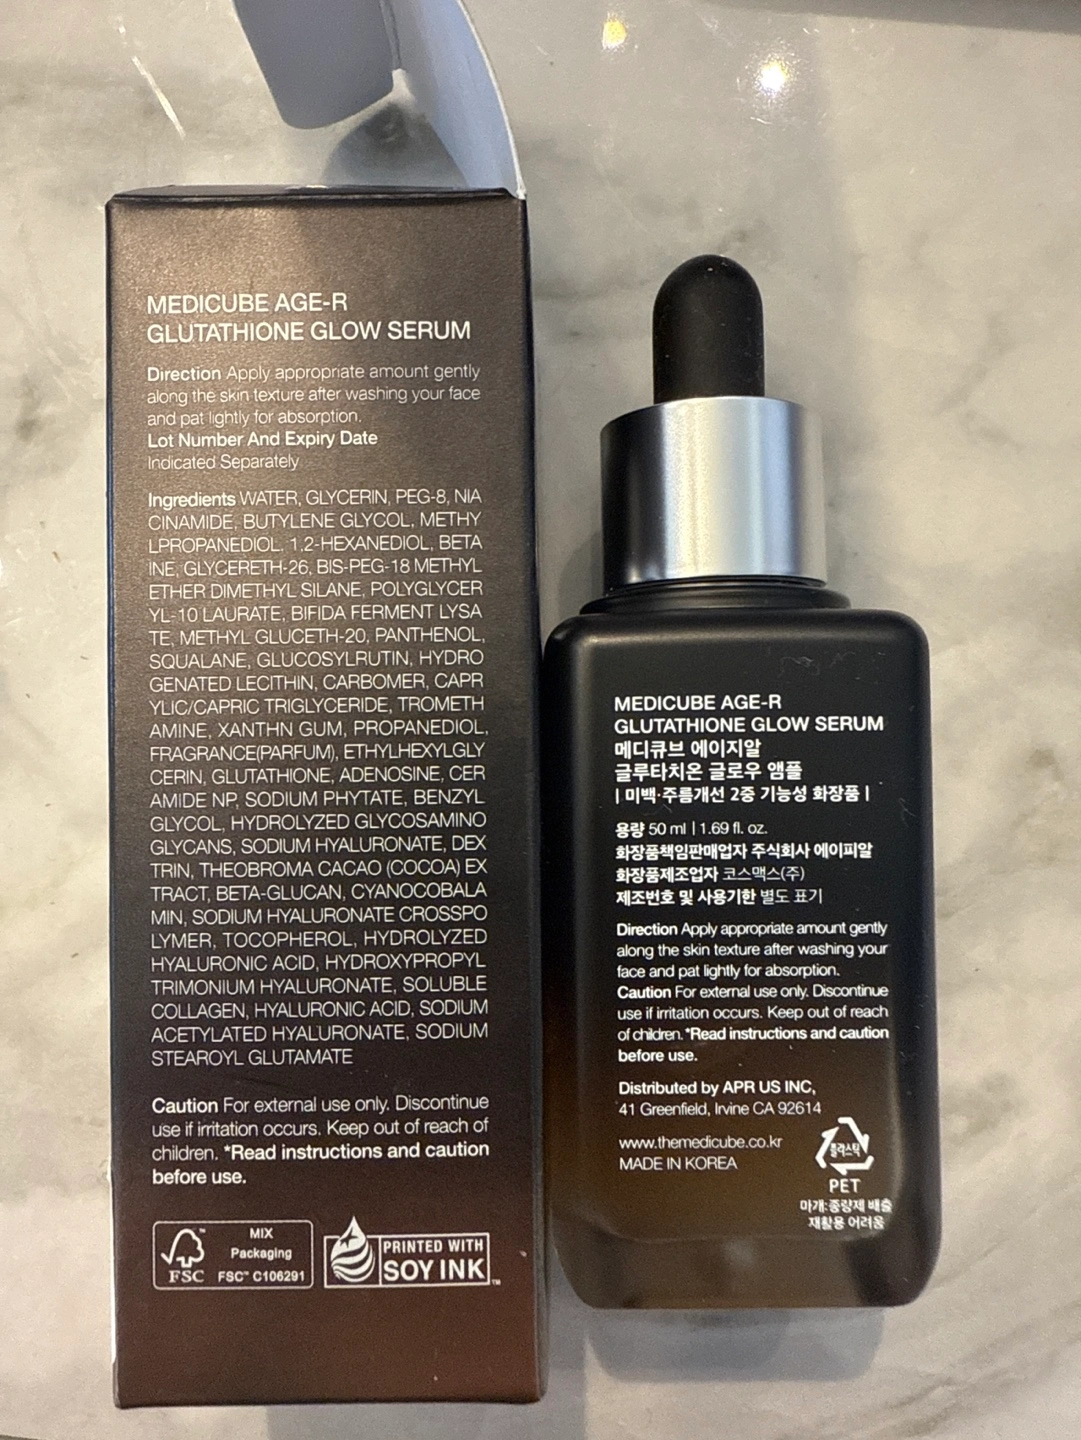 MEDICUBE AGE-R
GLUTATHIONE GLOW SERUM
Direction Apply appropriate amount gently
along the skin texture after washing your face
and pat lightly for absorption.
Lot Number And Expiry Date
Indicated Separately
Ingredients WATER, GLYCERIN, PEG-8, NIA
CINAMIDE, BUTYLENE GLYCOL, METHY
LPROPANEDIOL. 1.2-HEXANEDIOL, BETA
INE, GLYCERETH-26, BIS-PEG-18 METHYL
ETHER DIMETHYL SILANE, POLYGLYCER
YL-10 LAURATE, BIFIDA FERMENT LYSA
TE, METHYL GLUCETH-20, PANTHENOL,
SQUALANE, GLUCOSYLRUTIN, HYDRO
GENATED LECITHIN, CARBOMER, CAPR
YLIC/CAPRIC TRIGLYCERIDE, TROMETH
AMINE, XANTHN GUM, PROPANEDIOL,
FRAGRANCE(PARFUM), ETHYLHEXYLGLY
CERIN, GLUTATHIONE, ADENOSINE, CER
AMIDE NP, SODIUM PHYTATE, BENZYL
GLYCOL, HYDROLYZED GLYCOSAMINO
GLYCANS, SODIUM HYALURONATE, DEX
TRIN, THEOBROMA CACAO (COCOA) EX
TRACT, BETA-GLUCAN, CYANOCOBALA
MIN, SODIUM HYALURONATE CROSSPO
LYMER, TOCOPHEROL, HYDROLYZED
HYALURONIC ACID, HYDROXYPROPYL
TRIMONIUM HYALURONATE, SOLUBLE
COLLAGEN, HYALURONIC ACID, SODIUM
ACETYLATED HYALURONATE, SODIUM
STEAROYL GLUTAMATE
Caution For external use only. Discontinue
use if irritation occurs. Keep out of reach of
children. *Read instructions and caution
before use.
FSC™
MIX
Packaging
FSC™ C106291
PRINTED WITH
SOY INK™
MEDICUBE AGE-R
GLUTATHIONE GLOW SERUM
메디큐브 에이지알
글루타치온 글로우 앰플
| 미백·주름개선 2중 기능성 화장품 |
용량 50 ml | 1.69 fl. oz.
화장품책임판매업자 주식회사 에이피알
화장품제조업자 코스맥스(주)
제조번호 및 사용기한 별도 표기
Direction Apply appropriate amount gently
along the skin texture after washing your
face and pat lightly for absorption.
Caution For external use only. Discontinue
use if irritation occurs. Keep out of reach
of children. *Read instructions and caution
before use.
Distributed by APR US INC,
41 Greenfield, Irvine CA 92614
www.themedicube.co.kr
MADE IN KOREA
플라스틱
PET
마개:종량제 배출
재활용 어려움